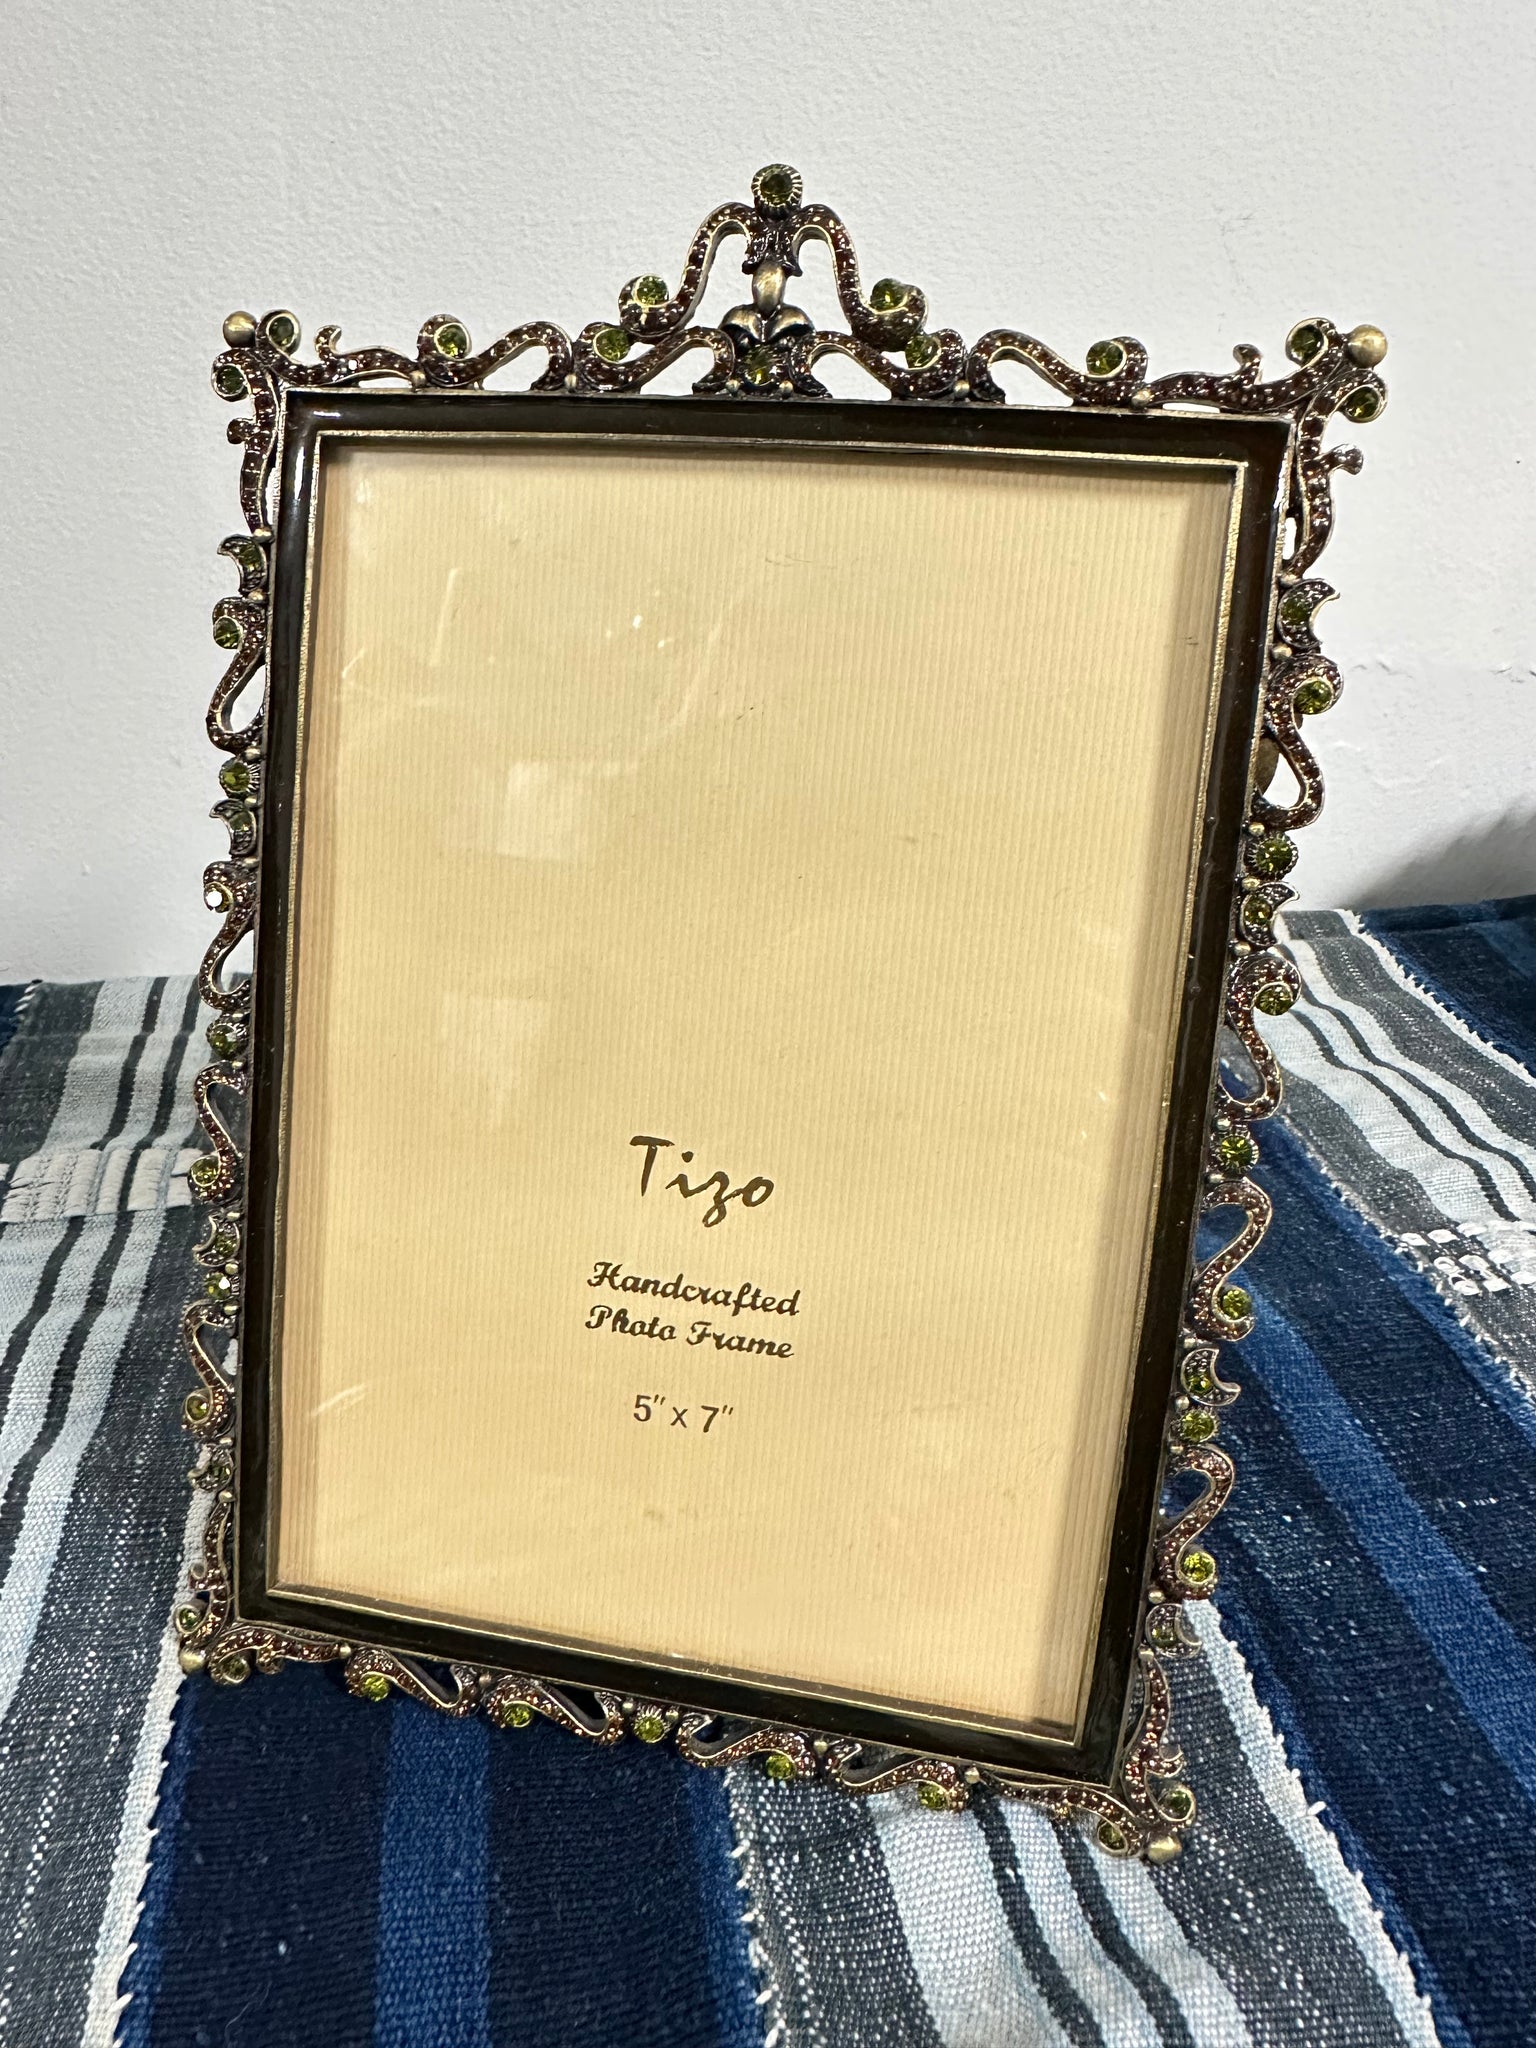 Tizo
Handcrafted
Photo Frame
5" x 7"